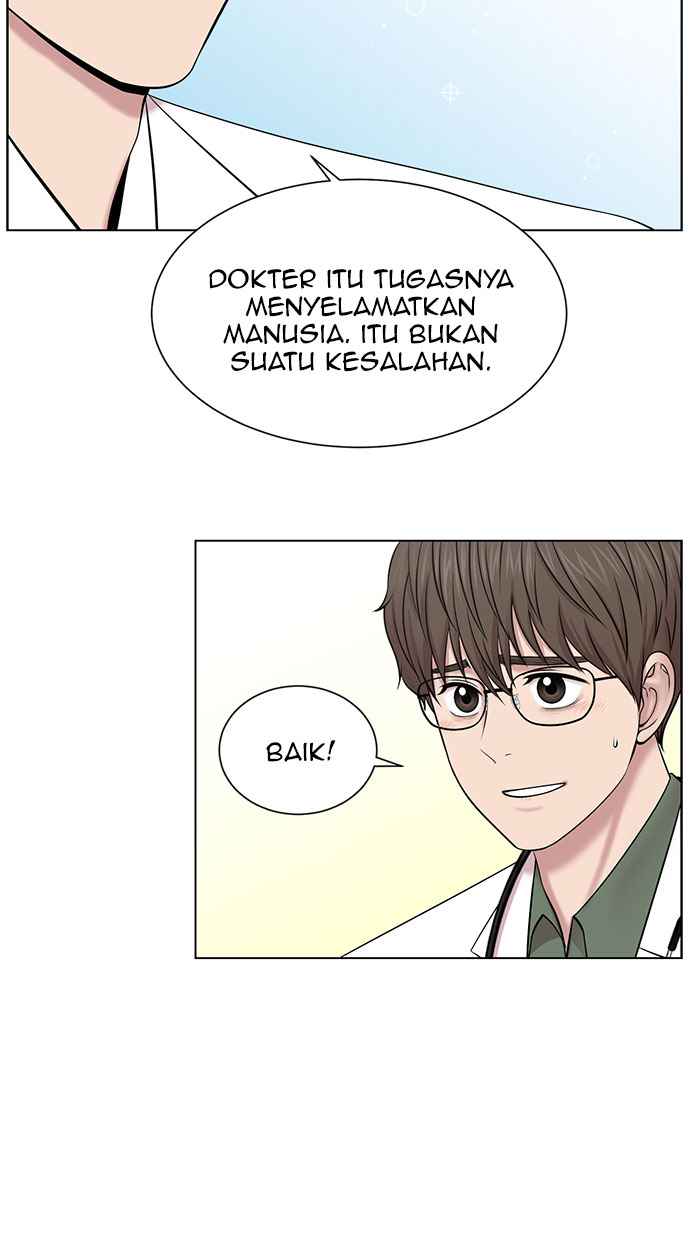 DOKTER ITU TUGASNYA
MENYELAMATKAN
MANUSIA. ITU BUKAN
SUATU KESALAHAN.
BAIK!